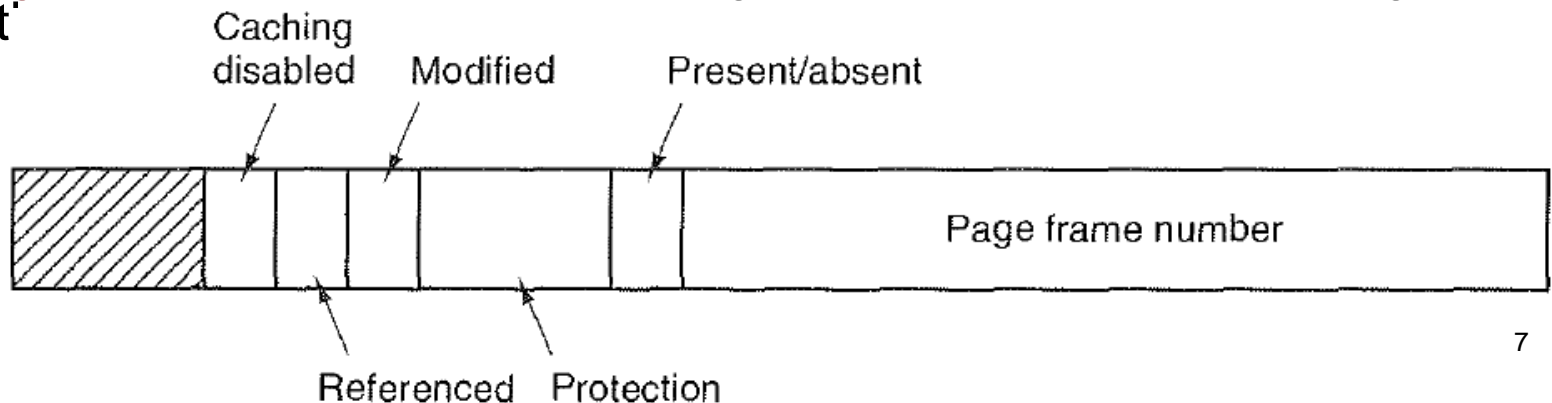 t
Caching
disabled
Modified
Present/absent
Page frame number
Referenced
Protection
7